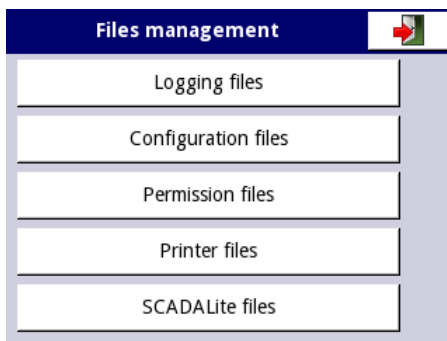 Files management
Logging files
Configuration files
Permission files
Printer files
SCADALite files